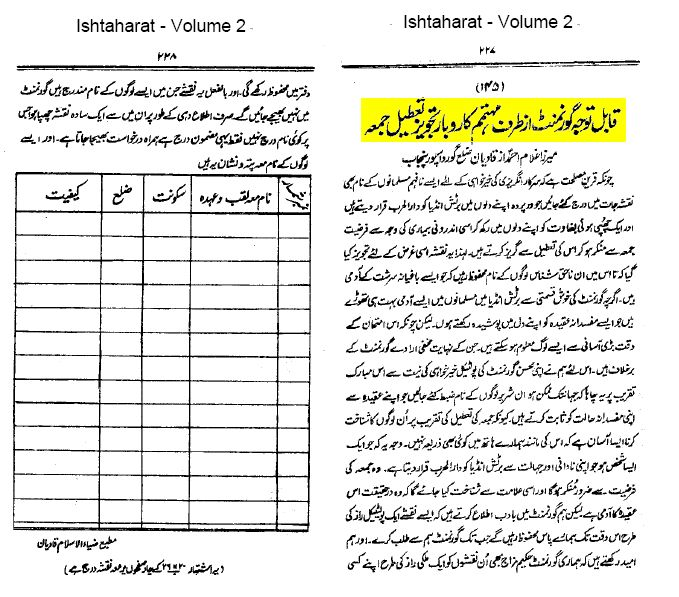 Ishtaharat - Volume 2
۲۲۷
(۱۴۵)
قابل توجہ گورنمنٹ از طرف مہتمم کاروبار تجویز تعطیل جمعہ
میرزا غلام احمد از قادیان ضلع گورداسپور پنجاب
چونکہ قرین مصلحت ہے کہ سرکار انگریزی کی خیر خواہی کے لئے ایسے نافہم مسلمانوں کے نام بھی
نقشہ جات میں درج کئے جائیں جو در پردہ اپنے دلوں میں برٹش انڈیا کو دار الحرب قرار دیتے ہیں
اور ایک چھپی ہوئی بغاوت کو اپنے دلوں میں رکھ کر اسی اندرونی بیماری کی وجہ سے فرضیت
جمعہ سے منکر ہو کر اس کی تعطیل سے گریز کرتے ہیں۔ لہٰذا یہ نقشہ اسی غرض کے لئے تجویز کیا
گیا کہ تا اس میں ان ناحق شناس لوگوں کے نام محفوظ رہیں کہ جو ایسے باغیانہ سرشت کے آدمی
ہیں۔ اگرچہ گورنمنٹ کی خوش قسمتی سے برٹش انڈیا میں مسلمانوں میں ایسے آدمی بہت ہی تھوڑے
ہیں جو ایسے مفسدانہ عقیدہ کو اپنے دل میں پوشیدہ رکھتے ہوں۔ لیکن چونکہ اس امتحان کے
وقت بڑی آسانی سے ایسے لوگ معلوم ہو سکتے ہیں۔ جن کے نہایت مخفی ارادے گورنمنٹ کے
برخلاف ہیں۔ اس لئے ہم نے اپنی محسن گورنمنٹ کی پولیٹیکل خیر خواہی کی نیت سے اس مبارک
تقریب پر یہ چاہا کہ جہانتک ممکن ہو ان شریر لوگوں کے نام ضبط کئے جائیں جو اپنے عقیدہ سے
اپنی مفسدانہ حالت کو ثابت کرتے ہیں۔ کیونکہ جمعہ کی تعطیل کی تقریب پر اُن لوگوں کا شناخت
کرنا ایسا آسان ہے کہ اس کی مانند ہمارے ہاتھ میں کوئی بھی ذریعہ نہیں۔ وجہ یہ کہ جو ایک
ایسا شخص ہو جو اپنی نادانی اور جہالت سے برٹش انڈیا کو دار الحرب قرار دیتا ہے۔ وہ جمعہ کی
فرضیت سے ضرور منکر ہوگا اور اسی علامت سے شناخت کیا جائے گا کہ وہ درحقیقت اس
عقیدہ کا آدمی ہے لیکن ہم گورنمنٹ میں با ادب اطلاع کرتے ہیں کہ ایسے نقشے ایک پولیٹیکل راز کی
طرح اس وقت تک ہمارے پاس محفوظ رہیں گے جب تک گورنمنٹ ہم سے طلب کرے۔ اور ہم
امید رکھتے ہیں کہ ہماری گورنمنٹ حکیم مزاج بھی ان نقشوں کو ایک ملکی راز کی طرح اپنے کسی
Ishtaharat - Volume 2
۲۲۸
دفتر میں محفوظ رکھے گی۔ اور بالفعل یہ نقشے جن میں ایسے لوگوں کے نام مندرج ہیں گورنمنٹ
میں نہیں بھیجے جائیں گے۔ صرف اطلاع دہی کے طور پر ان میں سے ایک سادہ نقشہ چھپا ہوا جس
پر کوئی نام درج نہیں فقط یہی مضمون درج ہے ہمراہ درخواست بھیجا جاتا ہے۔ اور ایسے
لوگوں کے نام معہ پتہ و نشان یہ ہیں
نام معہ لقب و عہدہ سکونت ضلع کیفیت
مطبع ضیاء الاسلام قادیان
(یہ اشتہار کے چار صفحوں پر معہ نقشہ درج ہے)